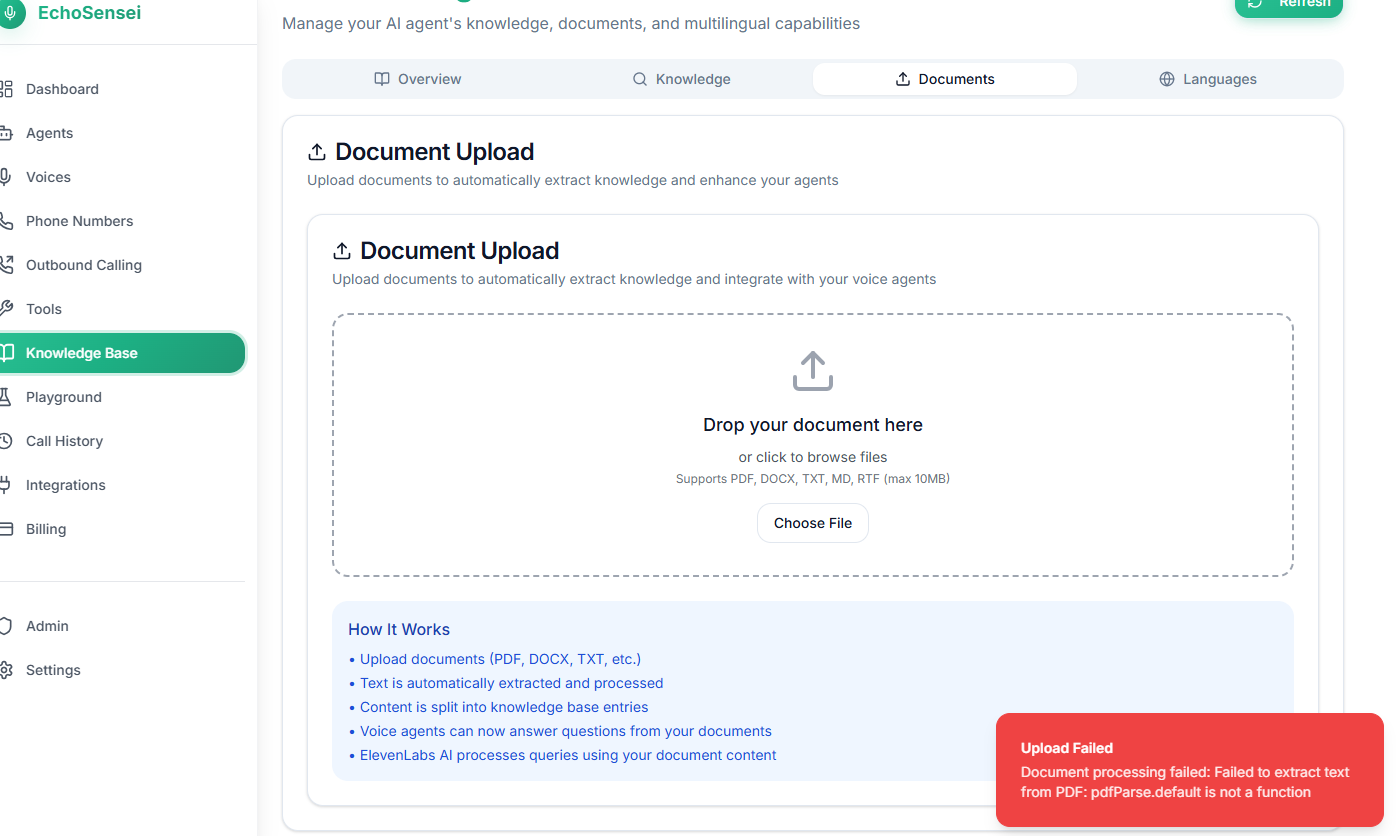 EchoSensei
Manage your AI agent's knowledge, documents, and multilingual capabilities
Refresh
Dashboard
Agents
Voices
Phone Numbers
Outbound Calling
Tools
Knowledge Base
Playground
Call History
Integrations
Billing
Admin
Settings
Overview
Knowledge
Documents
Languages
Document Upload
Upload documents to automatically extract knowledge and enhance your agents
Document Upload
Upload documents to automatically extract knowledge and integrate with your voice agents
Drop your document here
or click to browse files
Supports PDF, DOCX, TXT, MD, RTF (max 10MB)
Choose File
How It Works
• Upload documents (PDF, DOCX, TXT, etc.)
• Text is automatically extracted and processed
• Content is split into knowledge base entries
• Voice agents can now answer questions from your documents
• ElevenLabs AI processes queries using your document content
Upload Failed
Document processing failed: Failed to extract text
from PDF: pdfParse.default is not a function